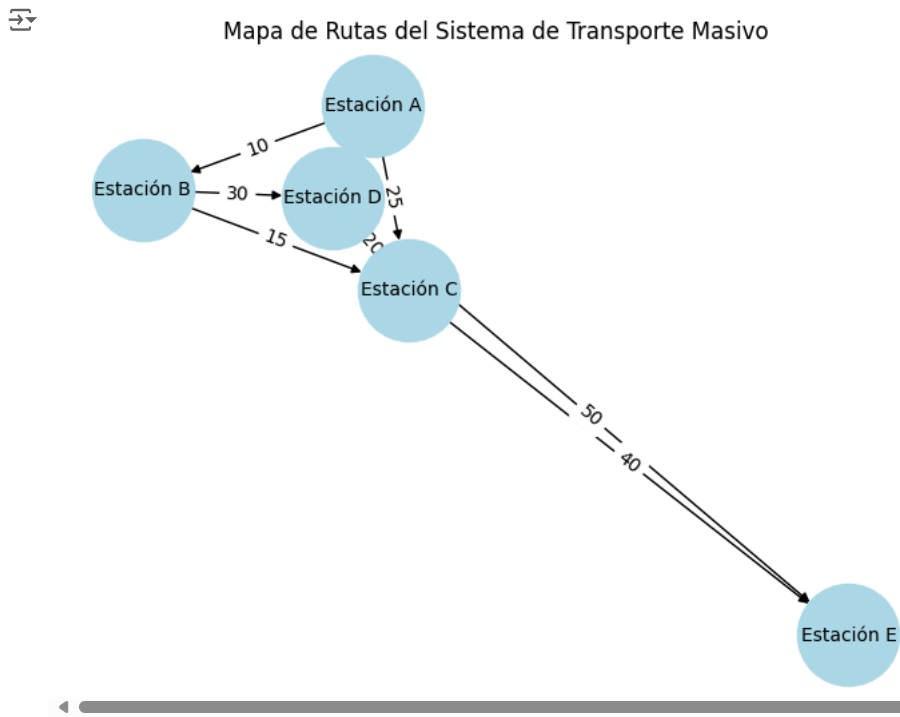 Mapa de Rutas del Sistema de Transporte Masivo
Estación A
10
Estación B
30
Estación D
25
15
20
Estación C
50
40
Estación E